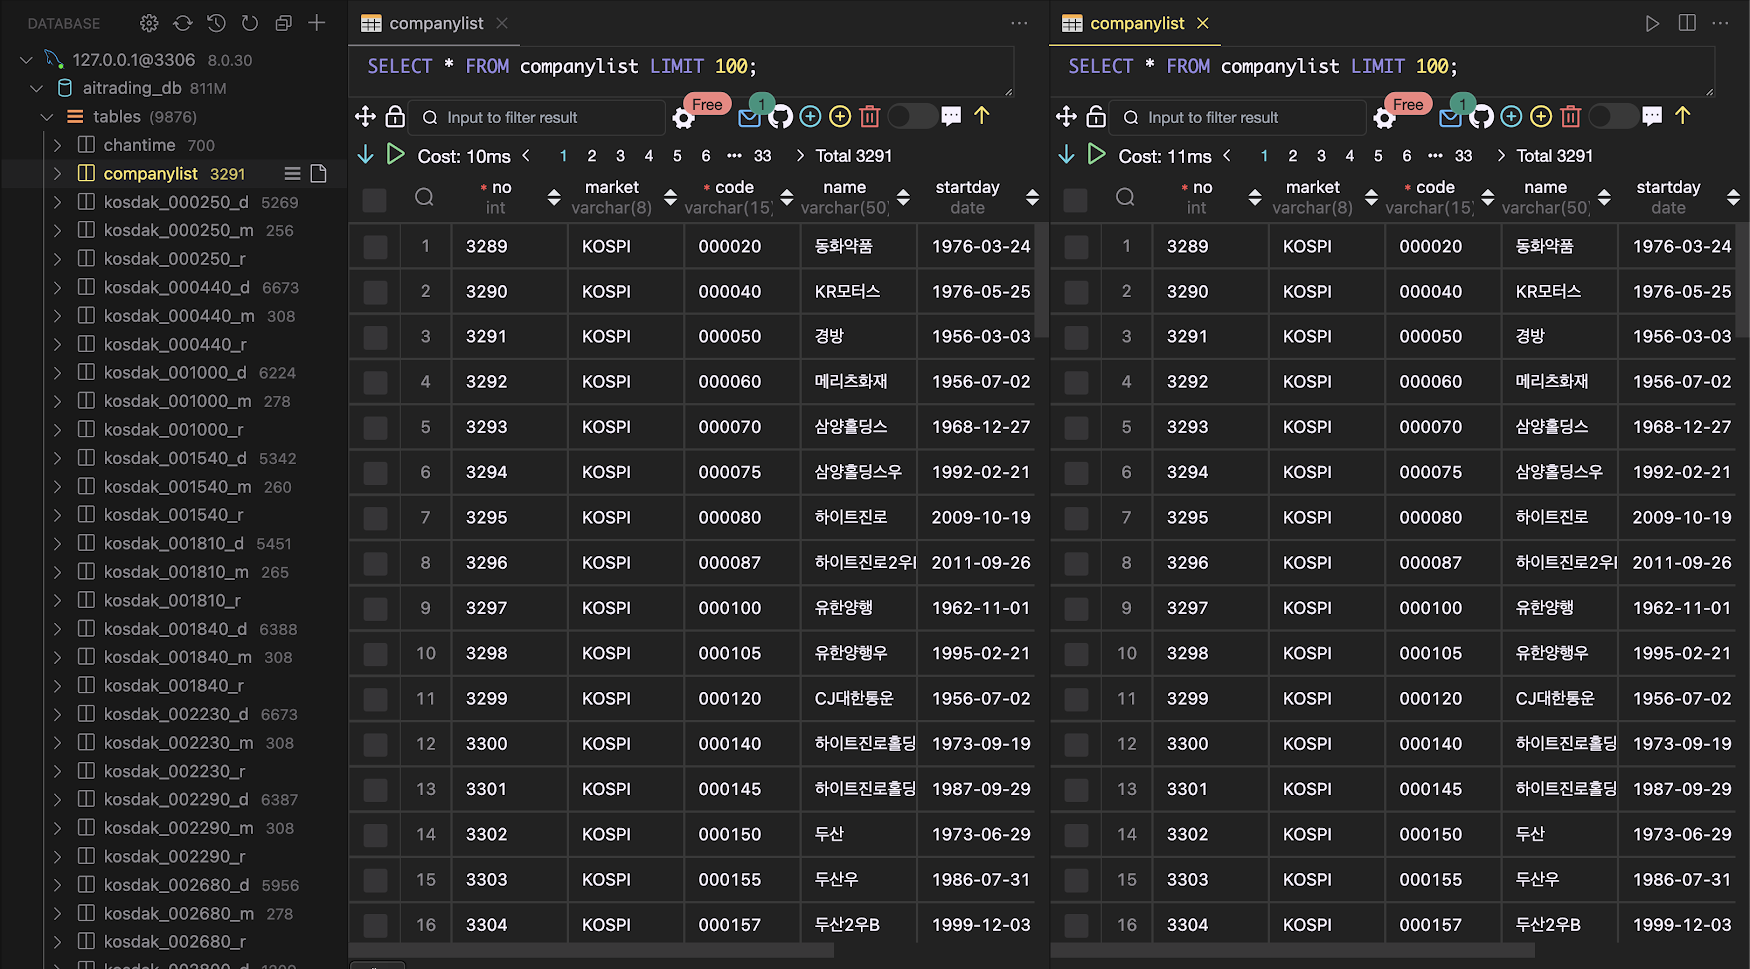 DATABASE
127.0.0.1@3306 8.0.30
aitrading_db 811M
tables (9876)
chantime 700
companylist 3291
kosdak_000250_d 5269
kosdak_000250_m 256
kosdak_000250_r
kosdak_000440_d 6673
kosdak_000440_m 308
kosdak_000440_r
kosdak_001000_d 6224
kosdak_001000_m 278
kosdak_001000_r
kosdak_001540_d 5342
kosdak_001540_m 260
kosdak_001540_r
kosdak_001810_d 5451
kosdak_001810_m 265
kosdak_001810_r
kosdak_001840_d 6388
kosdak_001840_m 308
kosdak_001840_r
kosdak_002230_d 6673
kosdak_002230_m 308
kosdak_002230_r
kosdak_002290_d 6387
kosdak_002290_m 308
kosdak_002290_r
kosdak_002680_d 5956
kosdak_002680_m 278
kosdak_002680_r
companylist
SELECT * FROM companylist LIMIT 100;
Input to filter result Free 1
Cost: 10ms 1 2 3 4 5 6 ••• 33 Total 3291
* no market * code name startday
int varchar(8) varchar(15) varchar(50) date
1 3289 KOSPI 000020 동화약품 1976-03-24
2 3290 KOSPI 000040 KR모터스 1976-05-25
3 3291 KOSPI 000050 경방 1956-03-03
4 3292 KOSPI 000060 메리츠화재 1956-07-02
5 3293 KOSPI 000070 삼양홀딩스 1968-12-27
6 3294 KOSPI 000075 삼양홀딩스우 1992-02-21
7 3295 KOSPI 000080 하이트진로 2009-10-19
8 3296 KOSPI 000087 하이트진로2우 2011-09-26
9 3297 KOSPI 000100 유한양행 1962-11-01
10 3298 KOSPI 000105 유한양행우 1995-02-21
11 3299 KOSPI 000120 CJ대한통운 1956-07-02
12 3300 KOSPI 000140 하이트진로홀딩 1973-09-19
13 3301 KOSPI 000145 하이트진로홀딩 1987-09-29
14 3302 KOSPI 000150 두산 1973-06-29
15 3303 KOSPI 000155 두산우 1986-07-31
16 3304 KOSPI 000157 두산2우B 1999-12-03
companylist
SELECT * FROM companylist LIMIT 100;
Input to filter result Free 1
Cost: 11ms 1 2 3 4 5 6 ••• 33 Total 3291
* no market * code name startday
int varchar(8) varchar(15) varchar(50) date
1 3289 KOSPI 000020 동화약품 1976-03-24
2 3290 KOSPI 000040 KR모터스 1976-05-25
3 3291 KOSPI 000050 경방 1956-03-03
4 3292 KOSPI 000060 메리츠화재 1956-07-02
5 3293 KOSPI 000070 삼양홀딩스 1968-12-27
6 3294 KOSPI 000075 삼양홀딩스우 1992-02-21
7 3295 KOSPI 000080 하이트진로 2009-10-19
8 3296 KOSPI 000087 하이트진로2우 2011-09-26
9 3297 KOSPI 000100 유한양행 1962-11-01
10 3298 KOSPI 000105 유한양행우 1995-02-21
11 3299 KOSPI 000120 CJ대한통운 1956-07-02
12 3300 KOSPI 000140 하이트진로홀딩 1973-09-19
13 3301 KOSPI 000145 하이트진로홀딩 1987-09-29
14 3302 KOSPI 000150 두산 1973-06-29
15 3303 KOSPI 000155 두산우 1986-07-31
16 3304 KOSPI 000157 두산2우B 1999-12-03